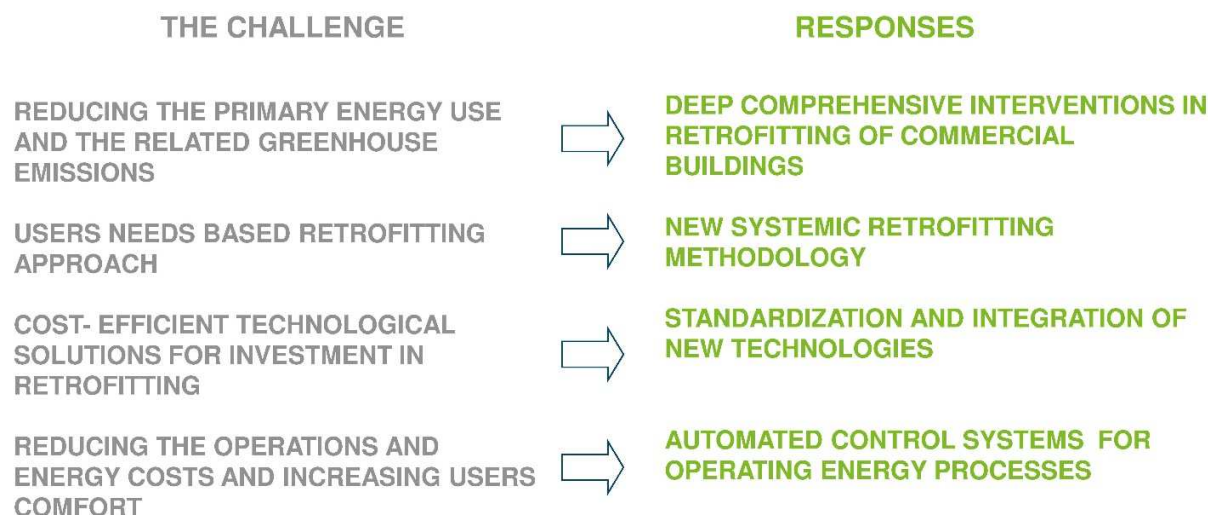 THE CHALLENGE
RESPONSES
REDUCING THE PRIMARY ENERGY USE
AND THE RELATED GREENHOUSE
EMISSIONS
DEEP COMPREHENSIVE INTERVENTIONS IN
RETROFITTING OF COMMERCIAL
BUILDINGS
USERS NEEDS BASED RETROFITTING
APPROACH
NEW SYSTEMIC RETROFITTING
METHODOLOGY
COST- EFFICIENT TECHNOLOGICAL
SOLUTIONS FOR INVESTMENT IN
RETROFITTING
STANDARDIZATION AND INTEGRATION OF
NEW TECHNOLOGIES
REDUCING THE OPERATIONS AND
ENERGY COSTS AND INCREASING USERS
COMFORT
AUTOMATED CONTROL SYSTEMS FOR
OPERATING ENERGY PROCESSES